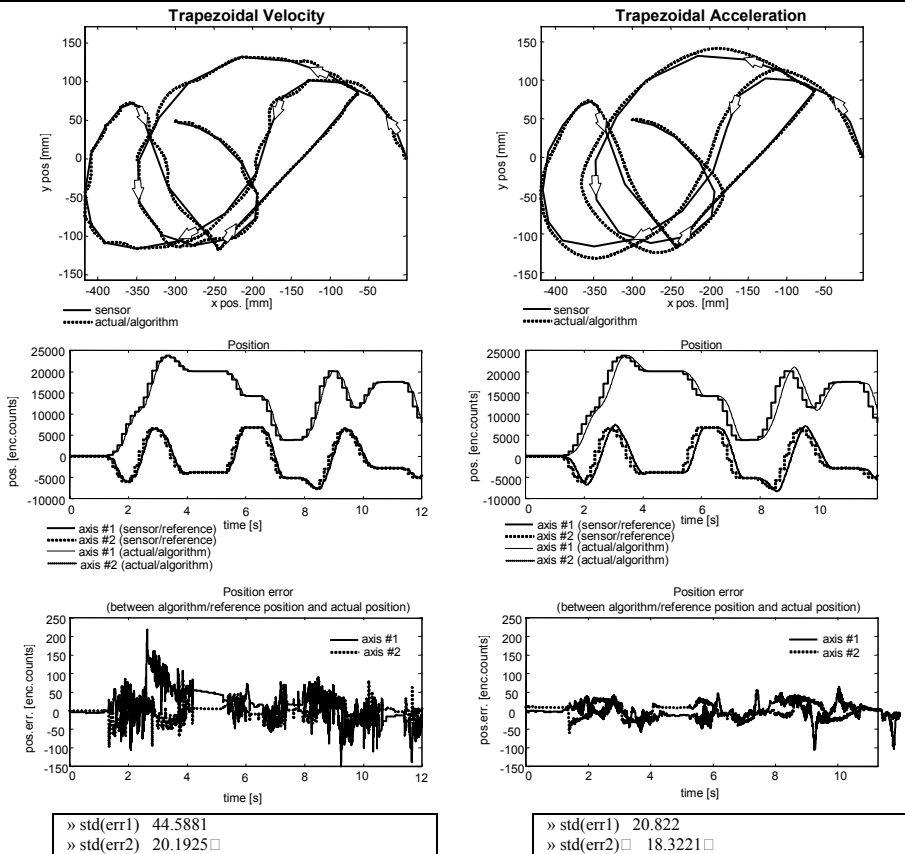 Trapezoidal Velocity
150
100
50
0
-50
-100
-150
y pos [mm]
-400 -350 -300 -250 -200 -150 -100 -50
x pos. [mm]
sensor
actual/algorithm
Position
25000
20000
15000
10000
5000
0
-5000
-10000
pos. [enc.counts]
0 2 4 6 8 10 12
time [s]
axis #1 (sensor/reference)
axis #2 (sensor/reference)
axis #1 (actual/algorithm)
axis #2 (actual/algorithm)
Position error
(between algorithm/reference position and actual position)
250
200
150
100
50
0
-50
-100
-150
pos.err. [enc.counts]
axis #1
axis #2
0 2 4 6 8 10 12
time [s]
» std(err1) 44.5881
» std(err2) 20.1925□
Trapezoidal Acceleration
150
100
50
0
-50
-100
-150
y pos [mm]
-400 -350 -300 -250 -200 -150 -100 -50
x pos. [mm]
sensor
actual/algorithm
Position
25000
20000
15000
10000
5000
0
-5000
-10000
pos. [enc.counts]
0 2 4 6 8 10
time [s]
axis #1 (sensor/reference)
axis #2 (sensor/reference)
axis #1 (actual/algorithm)
axis #2 (actual/algorithm)
Position error
(between algorithm/reference position and actual position)
250
200
150
100
50
0
-50
-100
-150
pos.err. [enc.counts]
axis #1
axis #2
0 2 4 6 8 10
time [s]
» std(err1) 20.822
» std(err2)□ 18.3221□